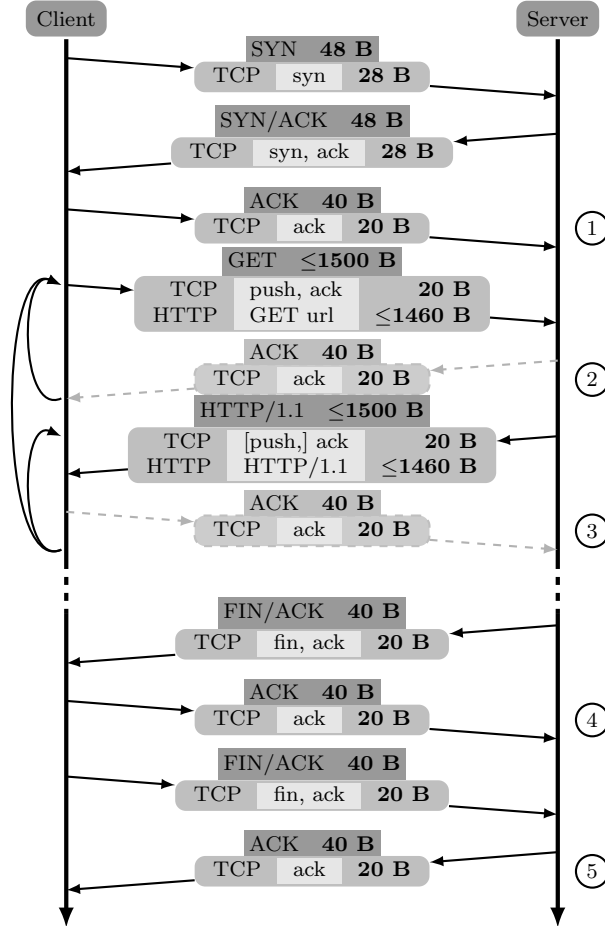 Client Server
SYN 48 B
TCP syn 28 B
SYN/ACK 48 B
TCP syn, ack 28 B
ACK 40 B
TCP ack 20 B
1
GET ≤1500 B
TCP push, ack 20 B
HTTP GET url ≤1460 B
ACK 40 B
TCP ack 20 B
2
HTTP/1.1 ≤1500 B
TCP [push,] ack 20 B
HTTP HTTP/1.1 ≤1460 B
ACK 40 B
TCP ack 20 B
3
FIN/ACK 40 B
TCP fin, ack 20 B
ACK 40 B
TCP ack 20 B
4
FIN/ACK 40 B
TCP fin, ack 20 B
ACK 40 B
TCP ack 20 B
5